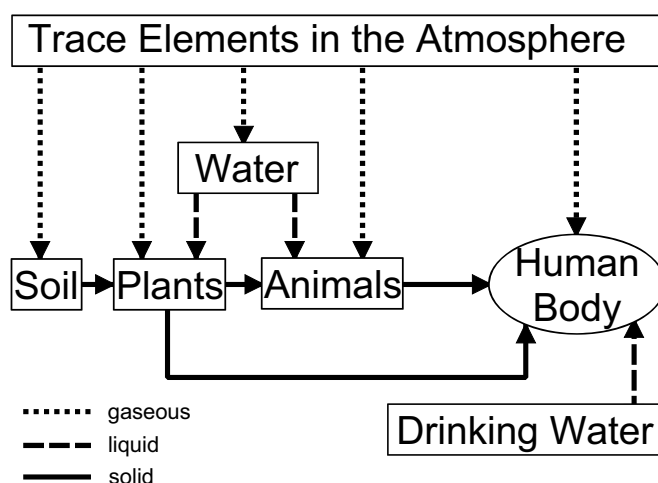 Trace Elements in the Atmosphere
Water
Soil
Plants
Animals
Human
Body
Drinking Water
gaseous
liquid
solid